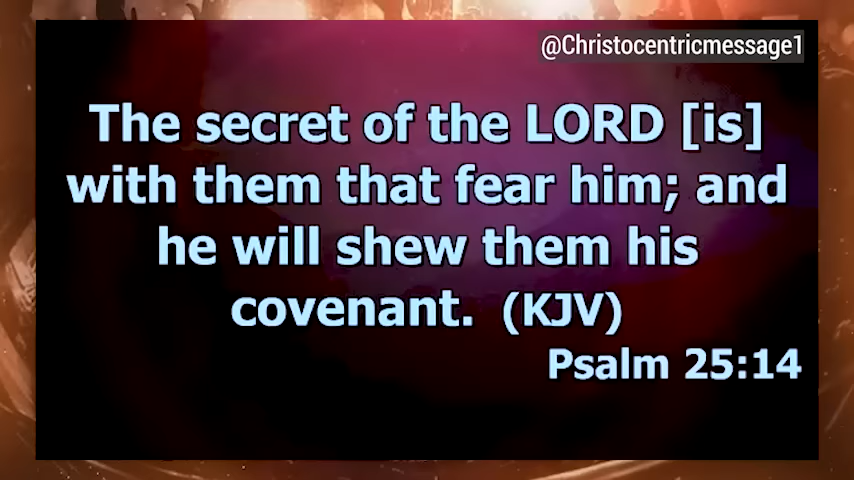 @Christocentricmessage1
The secret of the LORD [is]
with them that fear him; and
he will shew them his
covenant.  (KJV)
Psalm 25:14